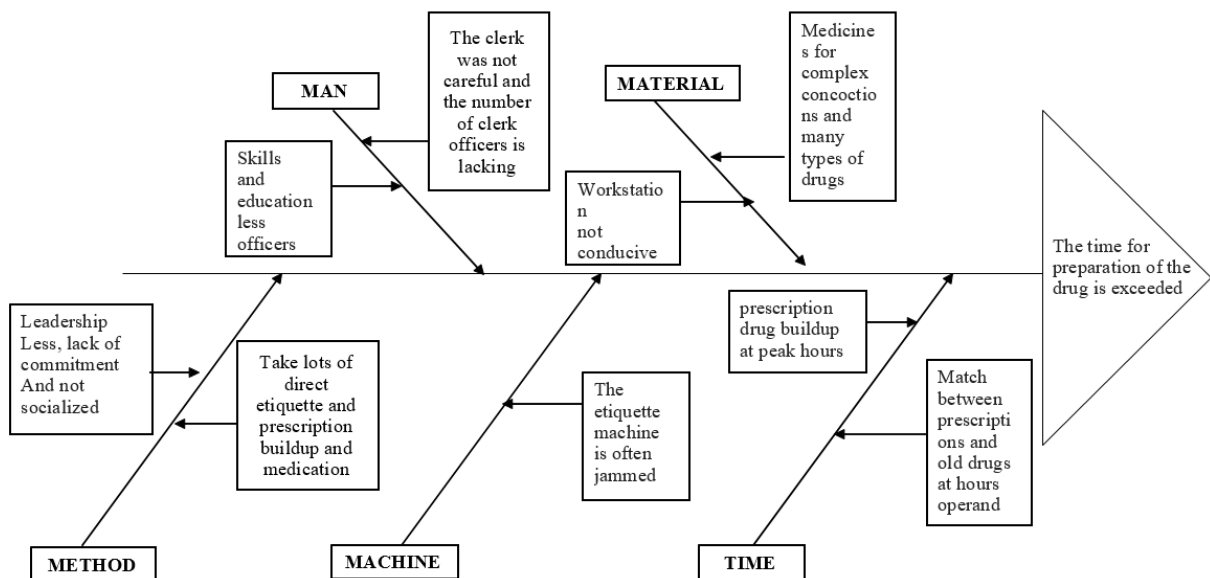 MAN
The clerk
was not
careful and
the number
of clerk
officers is
lacking
Skills
and
education
less
officers
MATERIAL
Medicine
s for
complex
concoctio
ns and
many
types of
drugs
Workstatio
n
not
conducive
The time for
preparation of the
drug is exceeded
Leadership
Less, lack of
commitment
And not
socialized
Take lots of
direct
etiquette and
prescription
buildup and
medication
METHOD
The
etiquette
machine
is often
jammed
MACHINE
prescription
drug buildup
at peak hours
Match
between
prescripti
ons and
old drugs
at hours
operand
TIME